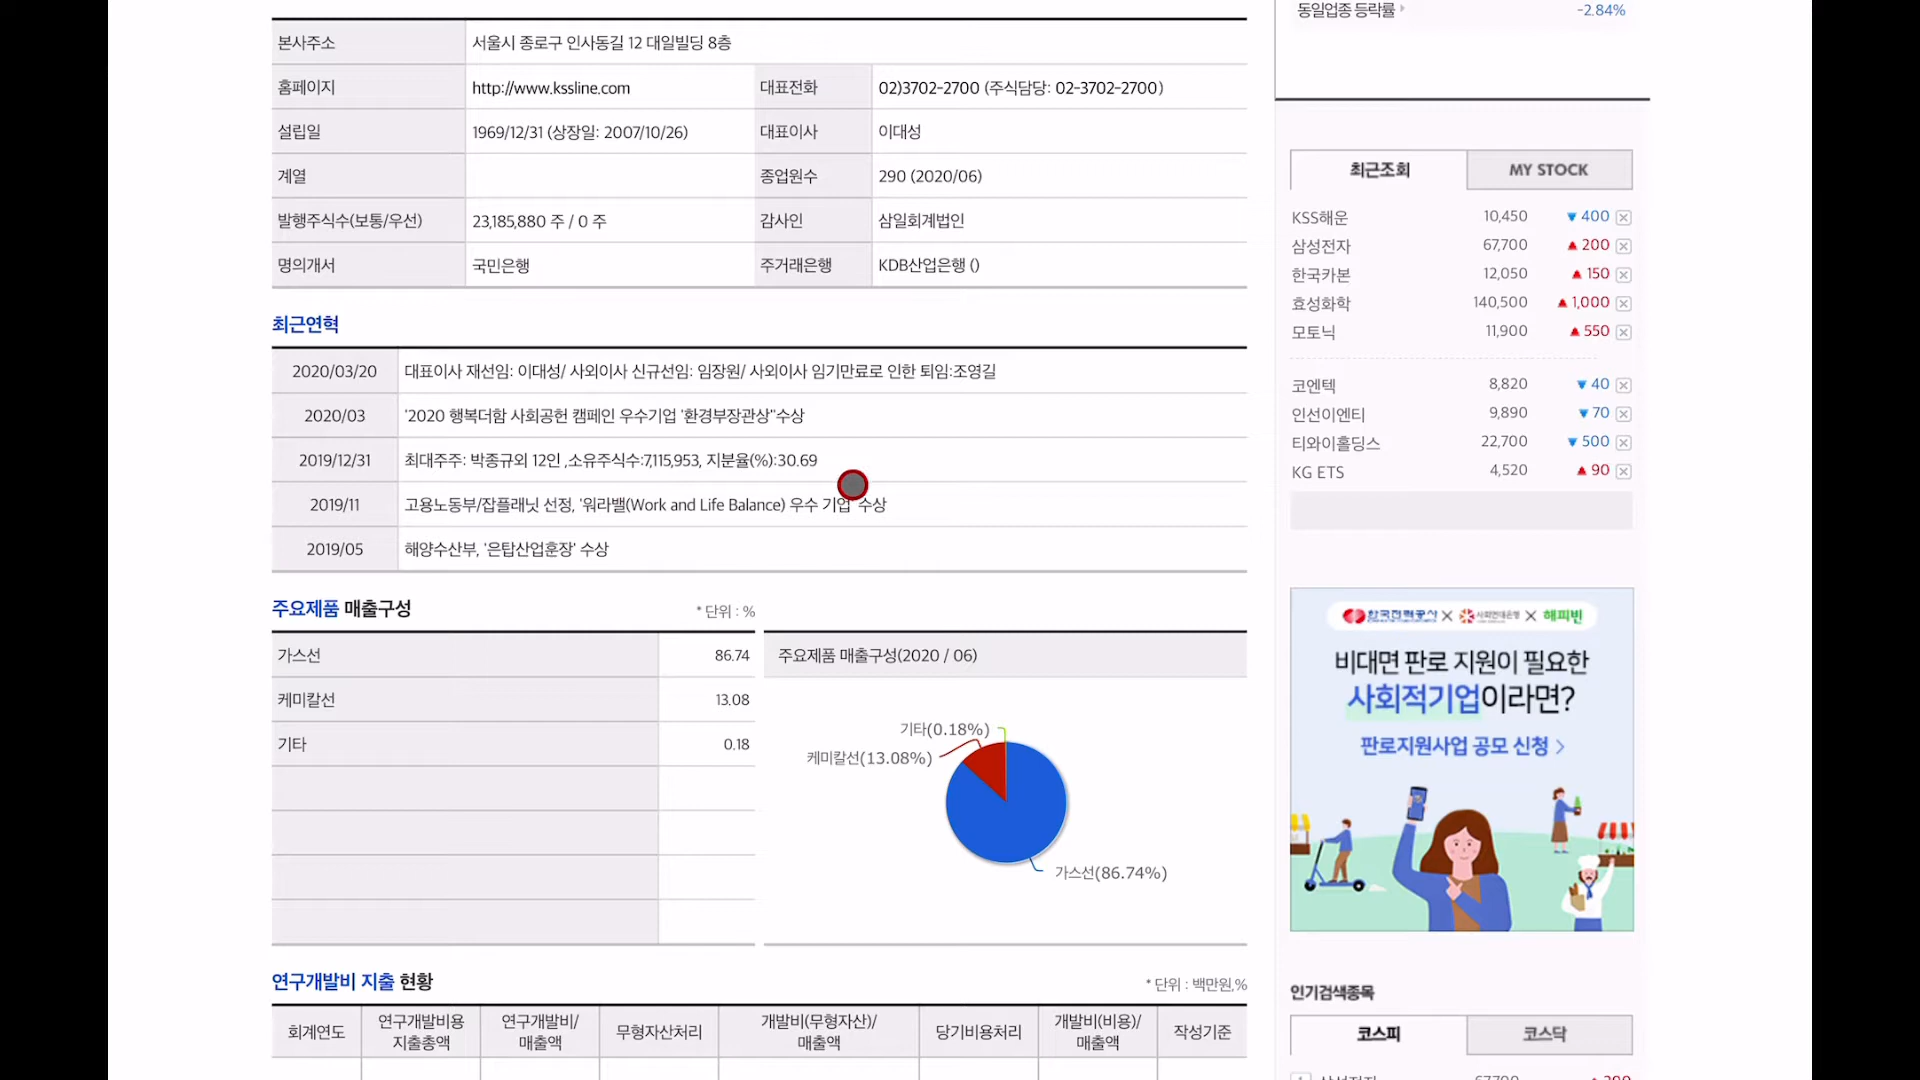 본사주소 서울시 종로구 인사동길 12 대일빌딩 8층
홈페이지 http://www.kssline.com 대표전화 02)3702-2700 (주식담당: 02-3702-2700)
설립일 1969/12/31 (상장일: 2007/10/26) 대표이사 이대성
계열 종업원수 290 (2020/06)
발행주식수(보통/우선) 23,185,880 주 / 0 주 감사인 삼일회계법인
명의개서 국민은행 주거래은행 KDB산업은행 ()
최근연혁
2020/03/20 대표이사 재선임: 이대성/ 사외이사 신규선임: 임장원/ 사외이사 임기만료로 인한 퇴임:조영길
2020/03 '2020 행복더함 사회공헌 캠페인 우수기업 '환경부장관상''수상
2019/12/31 최대주주: 박종규외 12인 ,소유주식수:7,115,953, 지분율(%):30.69
2019/11 고용노동부/잡플래닛 선정, '워라밸(Work and Life Balance) 우수 기업' 수상
2019/05 해양수산부, '은탑산업훈장' 수상
주요제품 매출구성 * 단위 : %
가스선 86.74
케미칼선 13.08
기타 0.18
주요제품 매출구성(2020 / 06)
기타(0.18%)
케미칼선(13.08%)
가스선(86.74%)
연구개발비 지출 현황 * 단위 : 백만원,%
회계연도 연구개발비용 지출총액 연구개발비/ 매출액 무형자산처리 개발비(무형자산)/ 매출액 당기비용처리 개발비(비용)/ 매출액 작성기준
동일업종 등락률 -2.84%
최근조회 MY STOCK
KSS해운 10,450 ▼ 400
삼성전자 67,700 ▲ 200
한국카본 12,050 ▲ 150
효성화학 140,500 ▲ 1,000
모토닉 11,900 ▲ 550
코엔텍 8,820 ▼ 40
인선이엔티 9,890 ▼ 70
티와이홀딩스 22,700 ▼ 500
KG ETS 4,520 ▲ 90
한국전력공사 × 사회연대은행 × 해피빈
비대면 판로 지원이 필요한
사회적기업이라면?
판로지원사업 공모 신청 >
인기검색종목
코스피 코스닥
1 삼성전자 67,700 ▲ 200